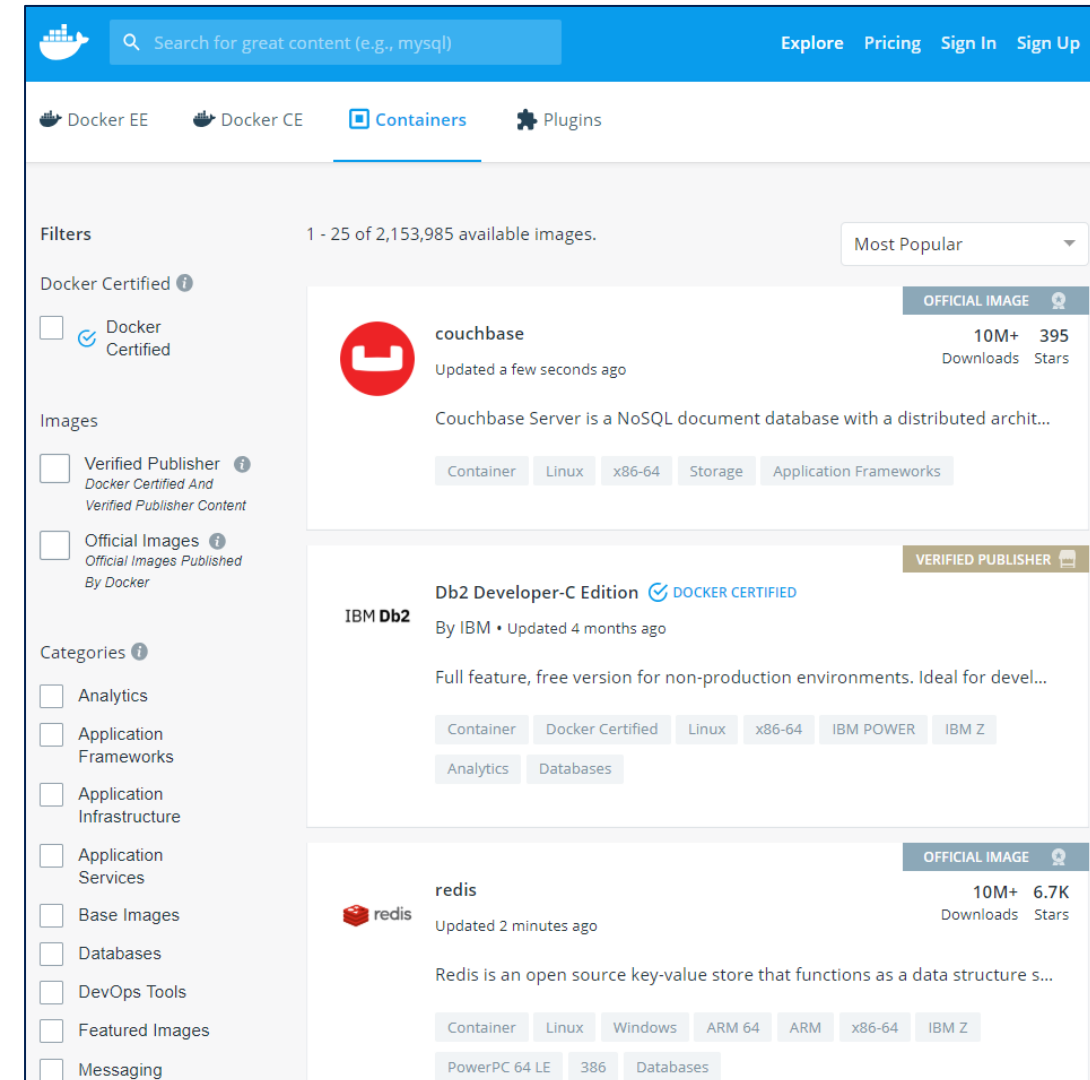 Search for great content (e.g., mysql)
Explore Pricing Sign In Sign Up
Docker EE Docker CE Containers Plugins
Filters
1 - 25 of 2,153,985 available images.
Most Popular
Docker Certified
Docker
Certified
Images
Verified Publisher
Docker Certified And
Verified Publisher Content
Official Images
Official Images Published
By Docker
Categories
Analytics
Application
Frameworks
Application
Infrastructure
Application
Services
Base Images
Databases
DevOps Tools
Featured Images
Messaging
OFFICIAL IMAGE
couchbase
10M+ 395
Downloads Stars
Updated a few seconds ago
Couchbase Server is a NoSQL document database with a distributed archit...
Container Linux x86-64 Storage Application Frameworks
VERIFIED PUBLISHER
IBM Db2
Db2 Developer-C Edition DOCKER CERTIFIED
By IBM • Updated 4 months ago
Full feature, free version for non-production environments. Ideal for devel...
Container Docker Certified Linux x86-64 IBM POWER IBM Z
Analytics Databases
OFFICIAL IMAGE
redis
redis
10M+ 6.7K
Downloads Stars
Updated 2 minutes ago
Redis is an open source key-value store that functions as a data structure s...
Container Linux Windows ARM 64 ARM x86-64 IBM Z
PowerPC 64 LE 386 Databases